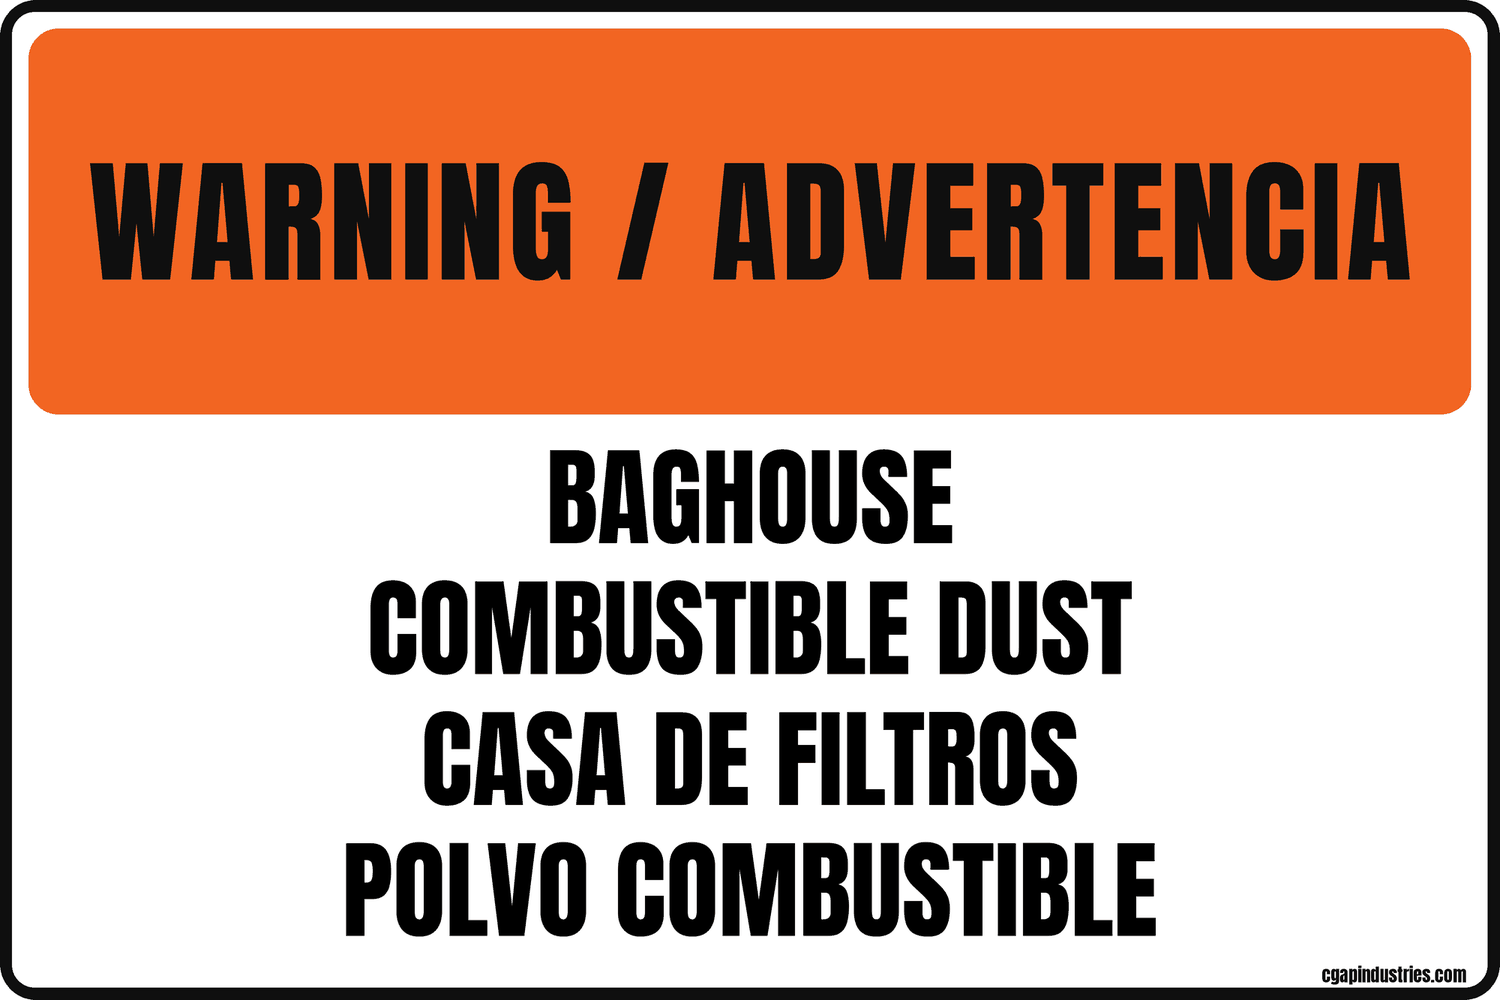 WARNING / ADVERTENCIA
BAGHOUSE
COMBUSTIBLE DUST
CASA DE FILTROS
POLVO COMBUSTIBLE
cgapindustries.com